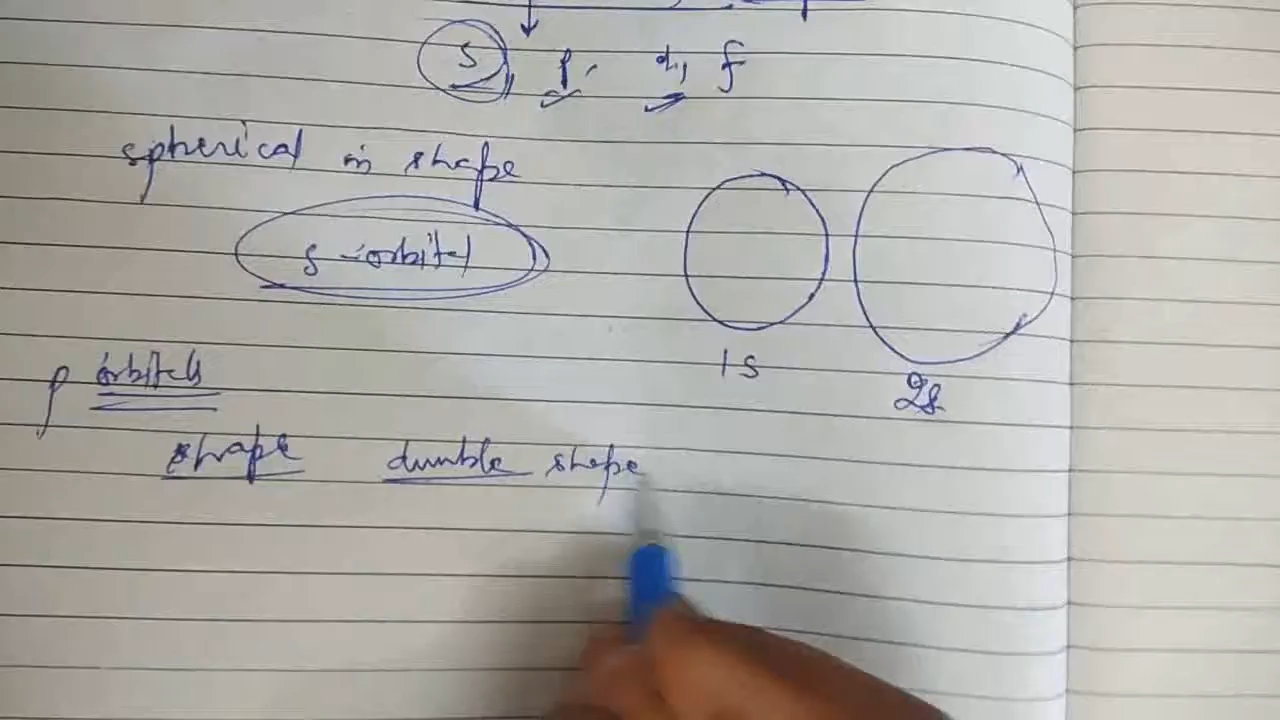 s, p, d, f
spherical in shape
s-orbital
1s
2s
p orbitals
shape dumble shape